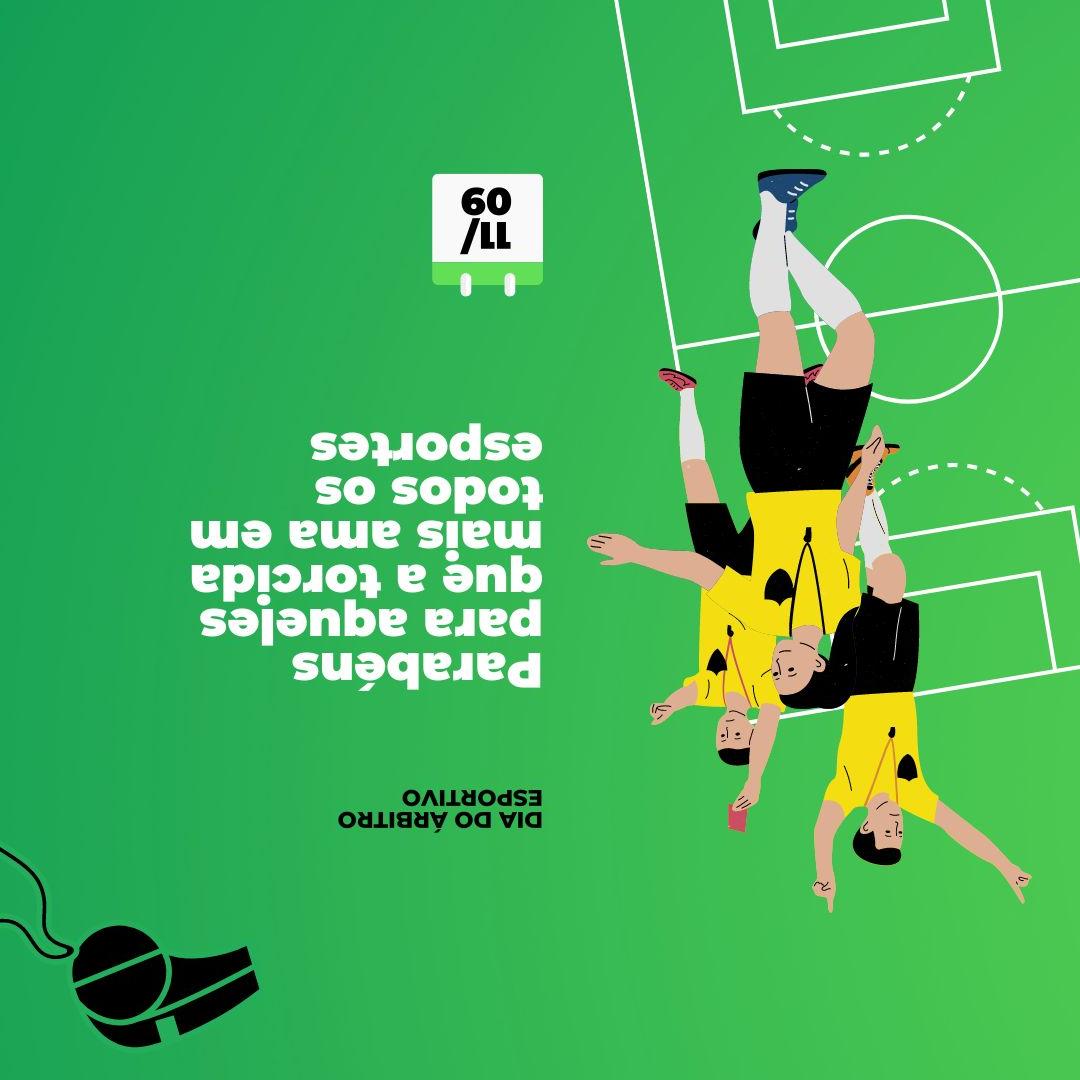 DIA DO ÁRBITRO
ESPORTIVO
Parabéns
para aqueles
que a torcida
mais ama em
todos os
esportes
11/
09